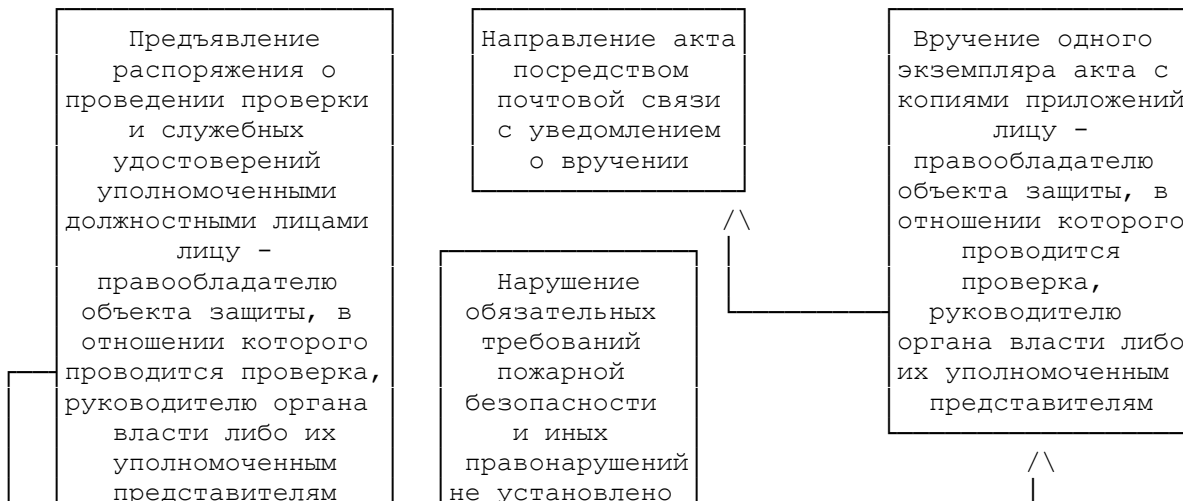 Предъявление
распоряжения о
проведении проверки
и служебных
удостоверений
уполномоченными
должностными лицами
лицу -
правообладателю
объекта защиты, в
отношении которого
проводится проверка,
руководителю органа
власти либо их
уполномоченным
представителям
Направление акта
посредством
почтовой связи
с уведомлением
о вручении
Нарушение
обязательных
требований
пожарной
безопасности
и иных
правонарушений
не установлено
Вручение одного
экземпляра акта с
копиями приложений
лицу -
правообладателю
объекта защиты, в
отношении которого
проводится
проверка,
руководителю
органа власти либо
их уполномоченным
представителям